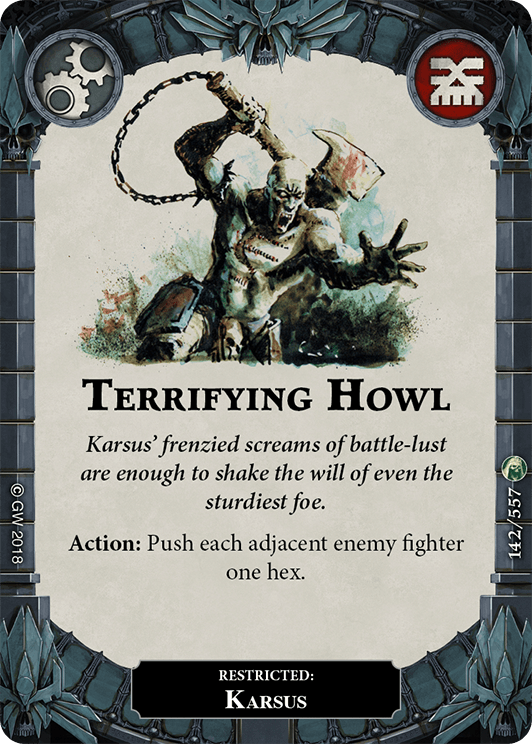 Terrifying Howl
Karsus’ frenzied screams of battle-lust
are enough to shake the will of even the
sturdiest foe.
Action: Push each adjacent enemy fighter
one hex.
© GW 2018
142/557
RESTRICTED:
Karsus